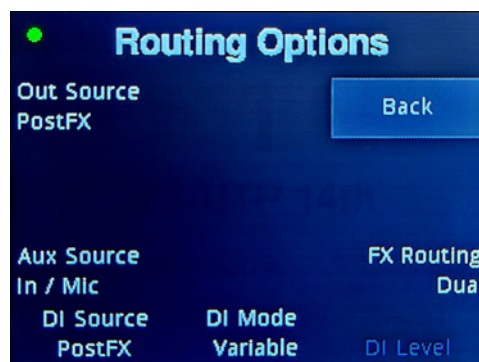 Routing Options
Out Source
PostFX
Back
Aux Source
In / Mic
FX Routing
Dua
DI Source
PostFX
DI Mode
Variable
DI Level